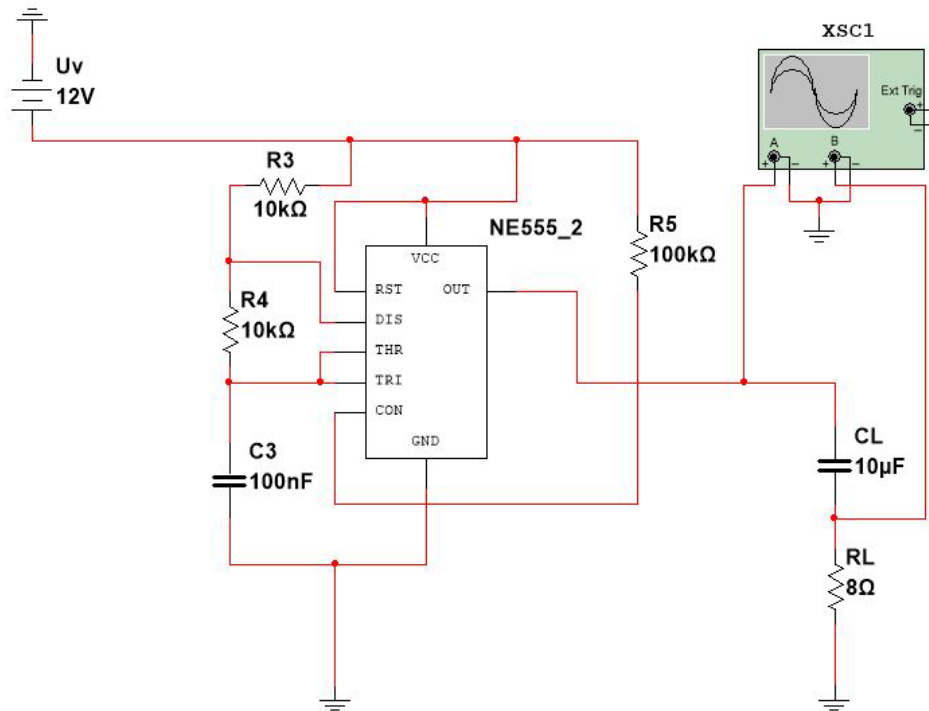 XSC1
Ext Trig
+
−
A
B
+
−
+
−
Uv
12V
R3
10kΩ
NE555_2
R5
100kΩ
VCC
RST
OUT
R4
10kΩ
DIS
THR
TRI
CON
GND
C3
100nF
CL
10µF
RL
8Ω